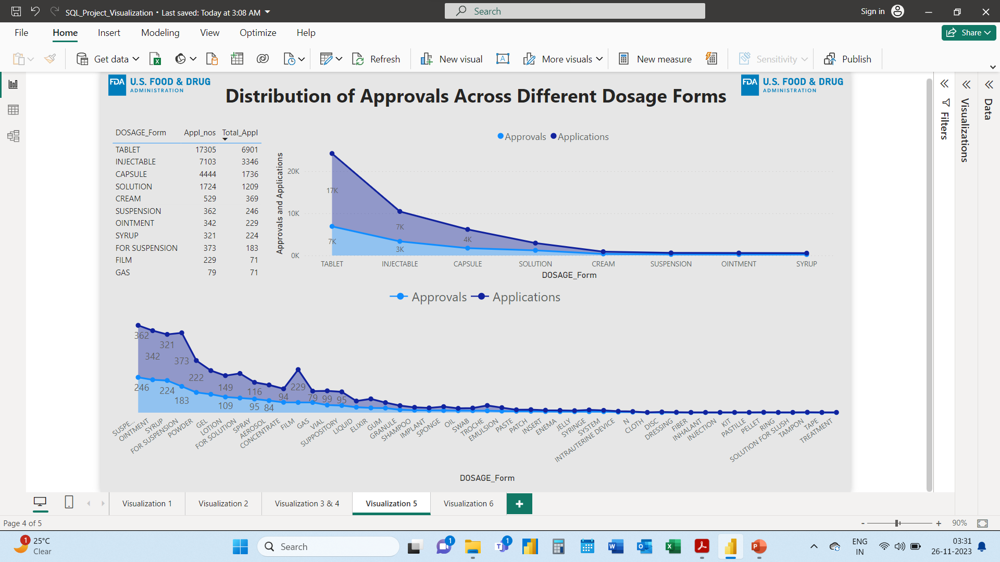 SQL_Project_Visualization • Last saved: Today at 3:08 AM
Search
Sign in
File Home Insert Modeling View Optimize Help
Share
Get data
Refresh
New visual
More visuals
New measure
Sensitivity
Publish
FDA U.S. FOOD & DRUG
ADMINISTRATION
Distribution of Approvals Across Different Dosage Forms
FDA U.S. FOOD & DRUG
ADMINISTRATION
Filters
Visualizations
Data
DOSAGE_Form Appl_nos Total_Appl
TABLET 17305 6901
INJECTABLE 7103 3346
CAPSULE 4444 1736
SOLUTION 1724 1209
CREAM 529 369
SUSPENSION 362 246
OINTMENT 342 229
SYRUP 321 224
FOR SUSPENSION 373 183
FILM 229 71
GAS 79 71
Approvals Applications
Approvals and Applications
20K
10K
0K
17K
7K
7K
3K
4K
TABLET INJECTABLE CAPSULE SOLUTION CREAM SUSPENSION OINTMENT SYRUP
DOSAGE_Form
Approvals Applications
362 342 321 373 222 149 116 94 229 79 99 95
246 224 183 109 95 84
SUSPE... OINTMENT SYRUP FOR SUSPENSION POWDER GEL LOTION FOR SOLUTION SPRAY AEROSOL CONCENTRATE FILM GAS VIAL SUPPOSITORY LIQUID ELIXIR GUM GRANULE SHAMPOO IMPLANT SPONGE OIL SWAB TROCHE EMULSION PASTE PATCH INSERT ENEMA JELLY SYRINGE SYSTEM INTRAUTERINE DEVICE N CLOTH DISC DRESSING FIBER INHALANT INJECTION KIT PASTILLE PELLET RING SOLUTION FOR SLUSH TAMPON TAPE TREATMENT
DOSAGE_Form
Visualization 1
Visualization 2
Visualization 3 & 4
Visualization 5
Visualization 6
+
Page 4 of 5
- + 90%
1
25°C
Clear
Search
1
1
ENG
IN
03:31
26-11-2023